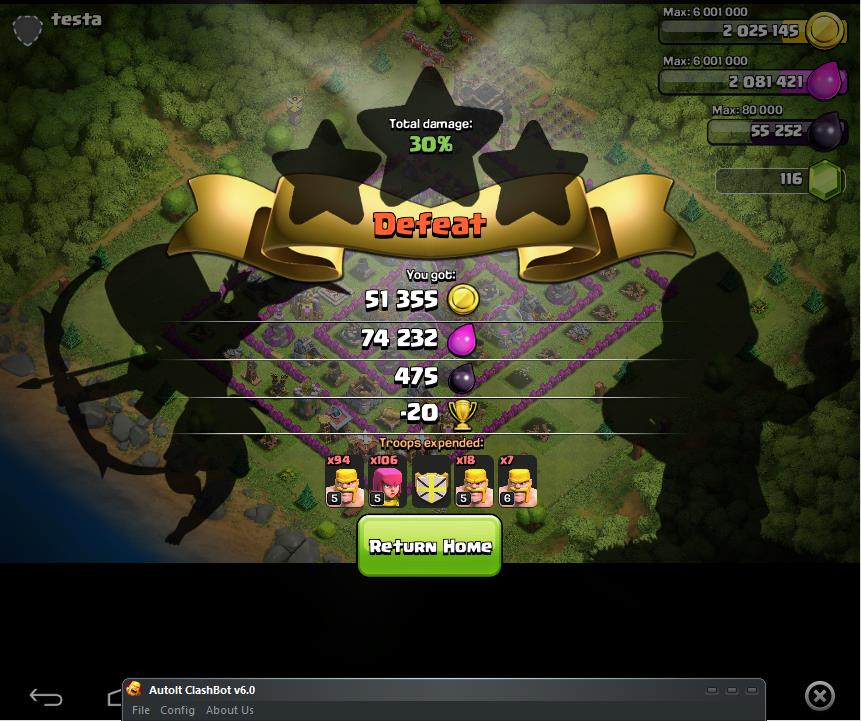 testa
Max: 6 001 000
2 025 145
Max: 6 001 000
2 081 421
Max: 80 000
55 252
116
Total damage:
30%
Defeat
You got:
51 355
74 232
475
-20
Troops expended:
x94 x106 x18 x7
5 5 5 6
Return Home
AutoIt ClashBot v6.0
File Config About Us